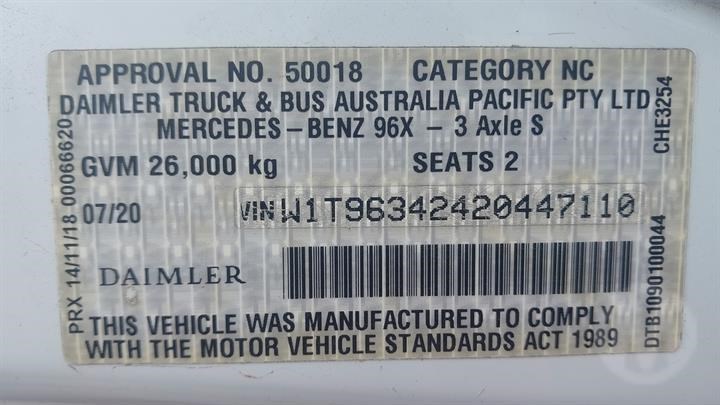 APPROVAL NO. 50018 CATEGORY NC
DAIMLER TRUCK & BUS AUSTRALIA PACIFIC PTY LTD
MERCEDES-BENZ 96X - 3 Axle S
GVM 26,000 kg SEATS 2
07/20 VIN W1T96342420447110
DAIMLER
THIS VEHICLE WAS MANUFACTURED TO COMPLY
WITH THE MOTOR VEHICLE STANDARDS ACT 1989
PRX 14/11/18 00066620
CHE3254
DTB1090100044